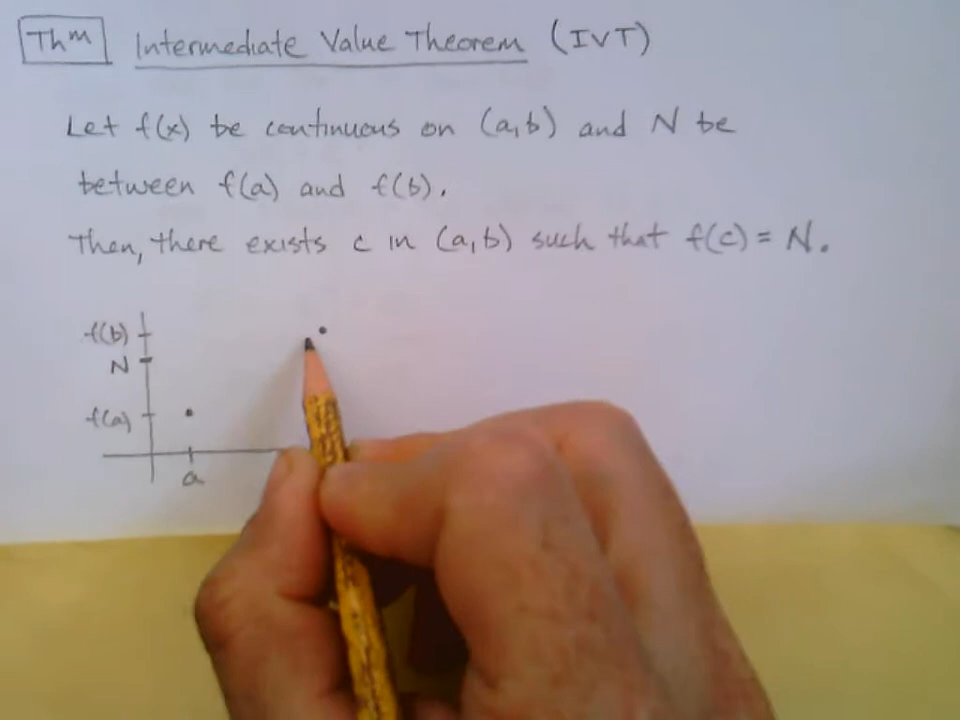 Thm Intermediate Value Theorem (IVT)
Let f(x) be continuous on (a,b) and N be
between f(a) and f(b).
Then, there exists c in (a,b) such that f(c) = N.
f(b)
N
f(a)
a